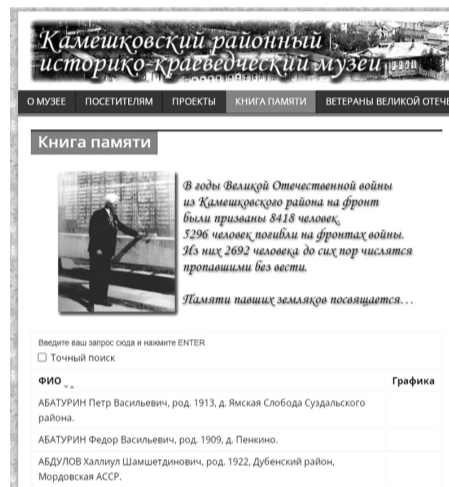 Камешковский районный
историко-краеведческий музей
О МУЗЕЕ ПОСЕТИТЕЛЯМ ПРОЕКТЫ КНИГА ПАМЯТИ ВЕТЕРАНЫ ВЕЛИКОЙ ОТЕЧЕ
Книга памяти
В годы Великой Отечественной войны
из Камешковского района на фронт
были призваны 8418 человек,
5296 человек погибли на фронтах войны.
Из них 2692 человека до сих пор числятся
пропавшими без вести.
Памяти павших земляков посвящается...
Введите ваш запрос сюда и нажмите ENTER
Точный поиск
ФИО Графика
АБАТУРИН Петр Васильевич, род. 1913, д. Ямская Слобода Суздальского
района.
АБАТУРИН Федор Васильевич, род. 1909, д. Пенкино.
АБДУЛОВ Халлиул Шамшетдинович, род. 1922, Дубенский район,
Мордовская АССР.